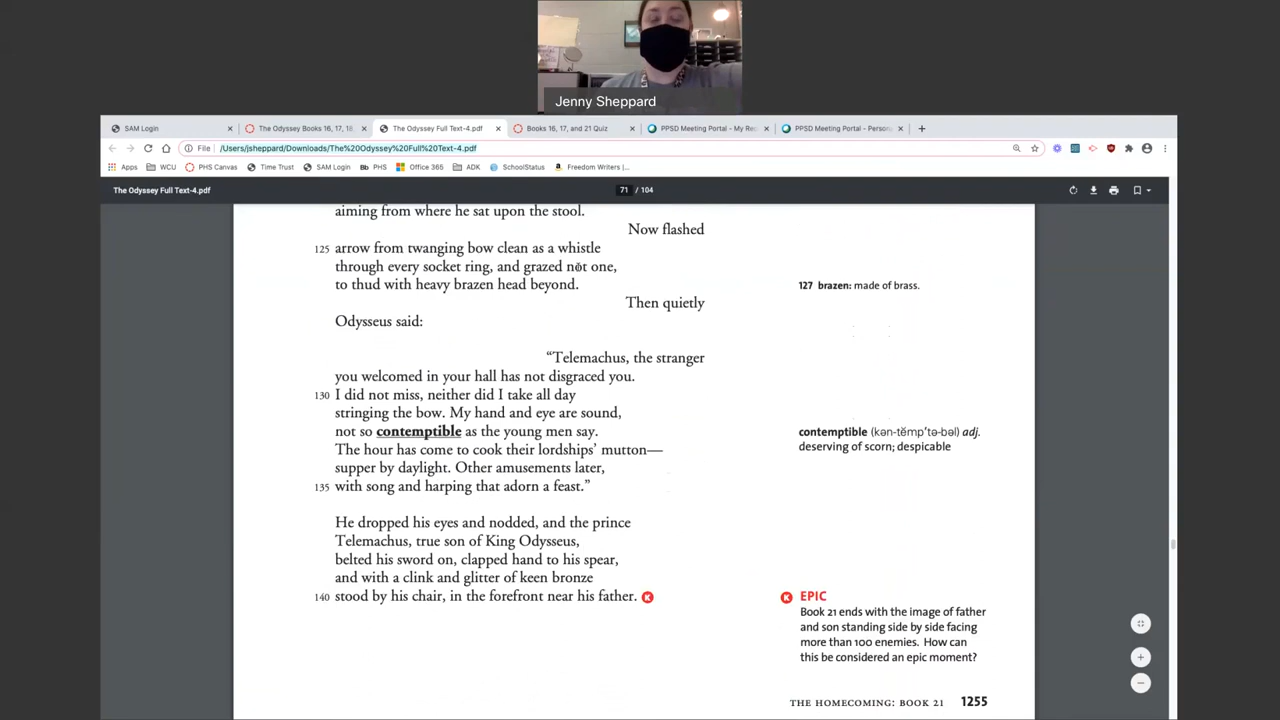 Jenny Sheppard
SAM Login
The Odyssey Books 16, 17, 18
The Odyssey Full Text-4.pdf
Books 16, 17, and 21 Quiz
PPSD Meeting Portal - My Re
PPSD Meeting Portal - Person
File
/Users/jsheppard/Downloads/The%20Odyssey%20Full%20Text-4.pdf
Apps WCU PHS Canvas Time Trust SAM Login Bb PHS Office 365 ADK SchoolStatus Freedom Writers |...
The Odyssey Full Text-4.pdf
71 / 104
aiming from where he sat upon the stool.
Now flashed
125 arrow from twanging bow clean as a whistle
through every socket ring, and grazed not one,
to thud with heavy brazen head beyond.
127 brazen: made of brass.
Then quietly
Odysseus said:
“Telemachus, the stranger
you welcomed in your hall has not disgraced you.
130 I did not miss, neither did I take all day
stringing the bow. My hand and eye are sound,
not so contemptible as the young men say.
The hour has come to cook their lordships’ mutton—
supper by daylight. Other amusements later,
135 with song and harping that adorn a feast.”
contemptible (kən-tĕmpʹtə-bəl) adj.
deserving of scorn; despicable
He dropped his eyes and nodded, and the prince
Telemachus, true son of King Odysseus,
belted his sword on, clapped hand to his spear,
and with a clink and glitter of keen bronze
140 stood by his chair, in the forefront near his father. K
K EPIC
Book 21 ends with the image of father
and son standing side by side facing
more than 100 enemies. How can
this be considered an epic moment?
THE HOMECOMING: BOOK 21 1255